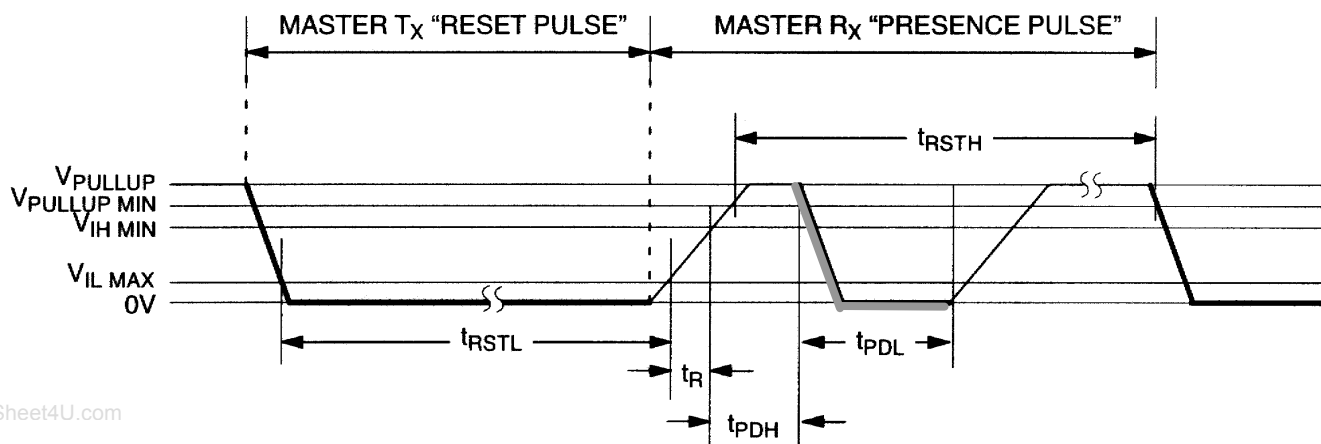 MASTER TX “RESET PULSE”
MASTER RX “PRESENCE PULSE”
tRSTH
VPULLUP
VPULLUP MIN
VIH MIN
VIL MAX
0V
tRSTL
tPDL
tR
tPDH
Sheet4U.com